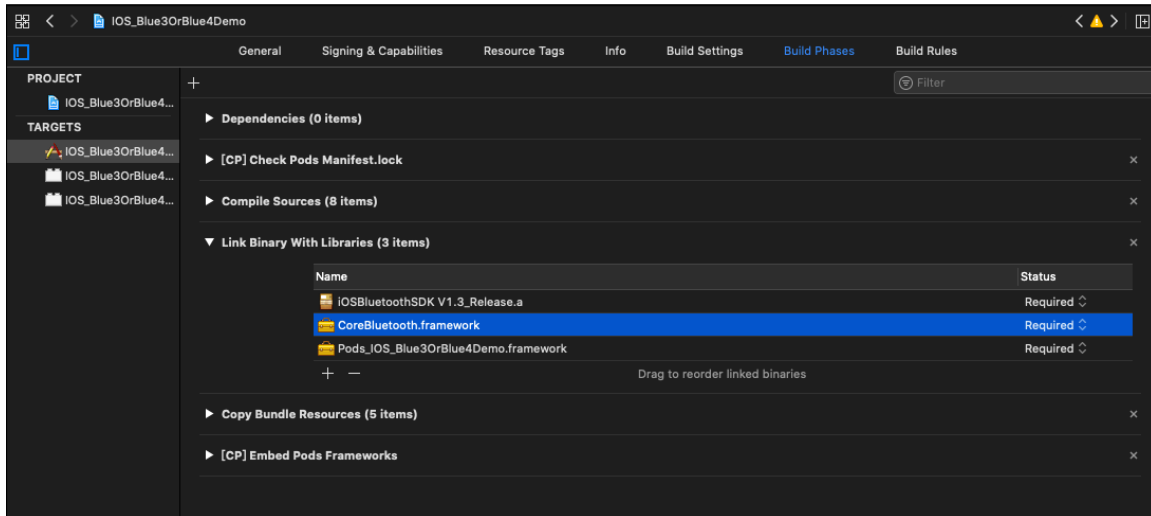 IOS_Blue3OrBlue4Demo
General Signing & Capabilities Resource Tags Info Build Settings Build Phases Build Rules
PROJECT
Filter
IOS_Blue3OrBlue4...
TARGETS
IOS_Blue3OrBlue4...
IOS_Blue3OrBlue4...
IOS_Blue3OrBlue4...
Dependencies (0 items)
[CP] Check Pods Manifest.lock
Compile Sources (8 items)
Link Binary With Libraries (3 items)
Name Status
iOSBluetoothSDK V1.3_Release.a Required
CoreBluetooth.framework Required
Pods_IOS_Blue3OrBlue4Demo.framework Required
Drag to reorder linked binaries
Copy Bundle Resources (5 items)
[CP] Embed Pods Frameworks